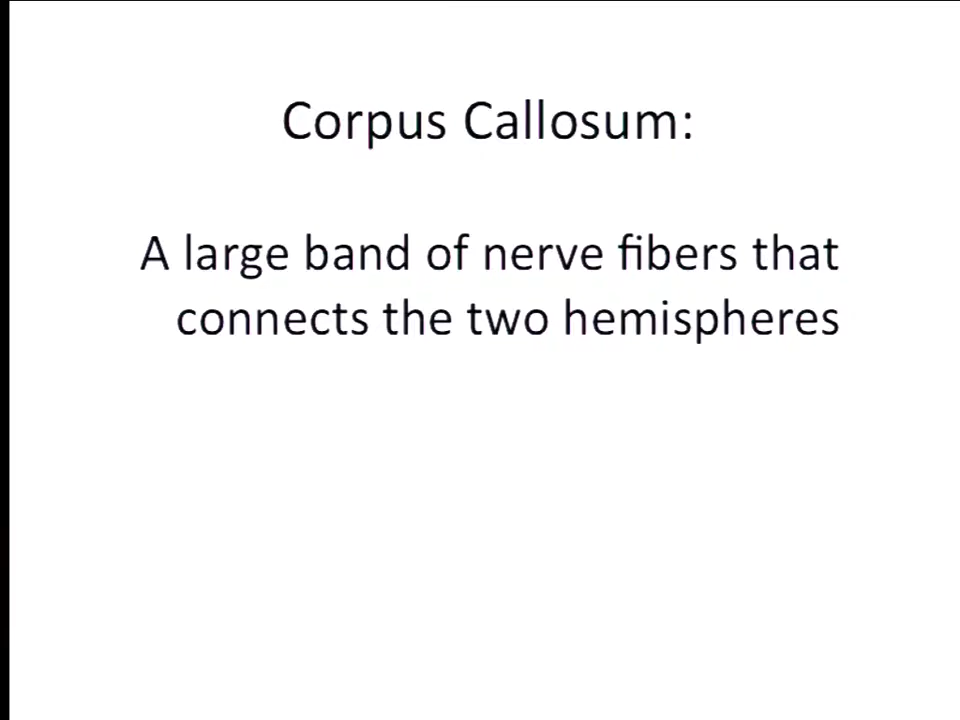 Corpus Callosum:
A large band of nerve fibers that
connects the two hemispheres